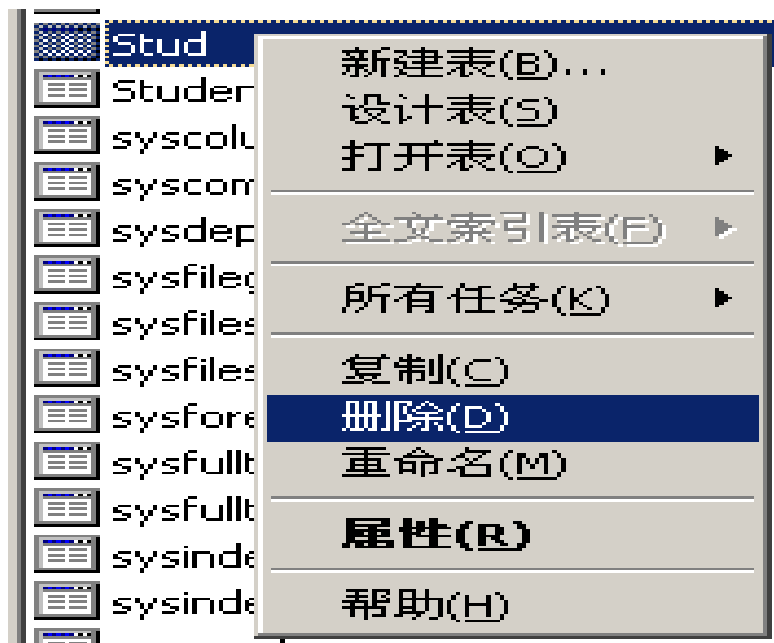 Stud
Studer
syscolu
syscom
sysdep
sysfileg
sysfiles
sysfiles
sysfore
sysfullt
sysfullt
sysinde
sysinde
新建表(B)...
设计表(S)
打开表(O)
全文索引表(F)
所有任务(K)
复制(C)
删除(D)
重命名(M)
属性(R)
帮助(H)